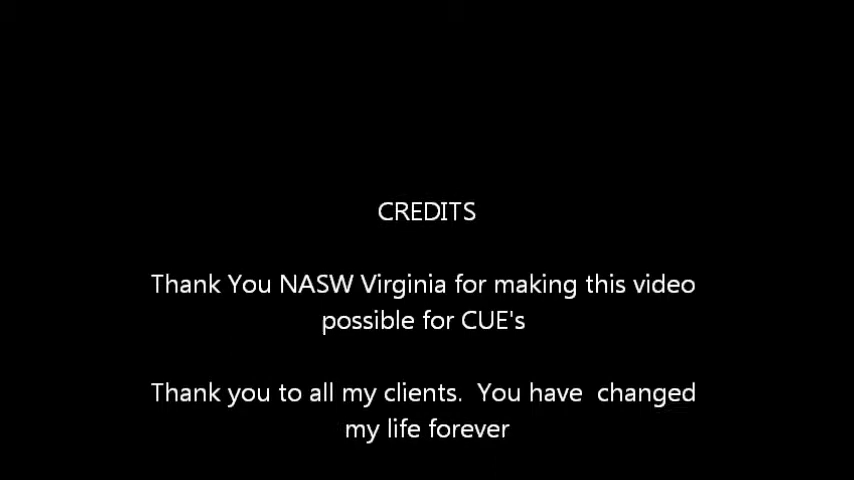 CREDITS
Thank You NASW Virginia for making this video
possible for CUE's
Thank you to all my clients.  You have  changed
my life forever